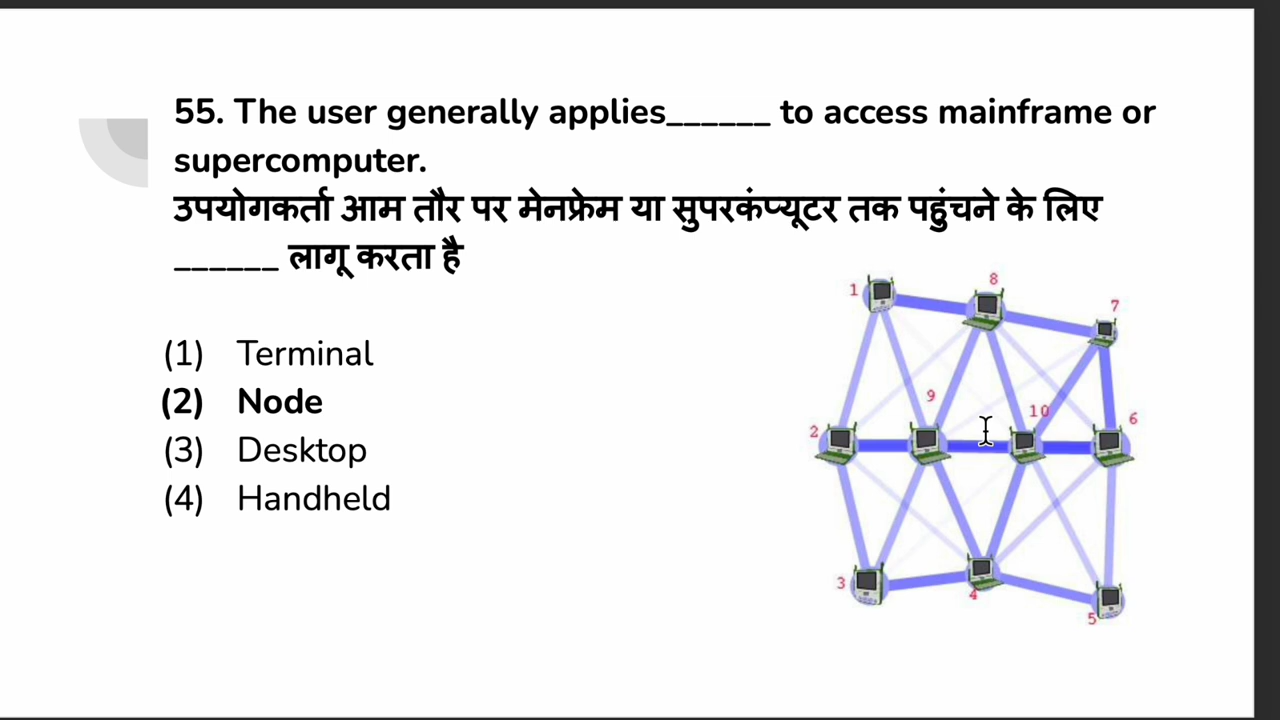 55. The user generally applies______ to access mainframe or
supercomputer.
उपयोगकर्ता आम तौर पर मेनफ्रेम या सुपरकंप्यूटर तक पहुंचने के लिए
______ लागू करता है
(1) Terminal
(2) Node
(3) Desktop
(4) Handheld
1
8
7
9
10
2
6
3
4
5